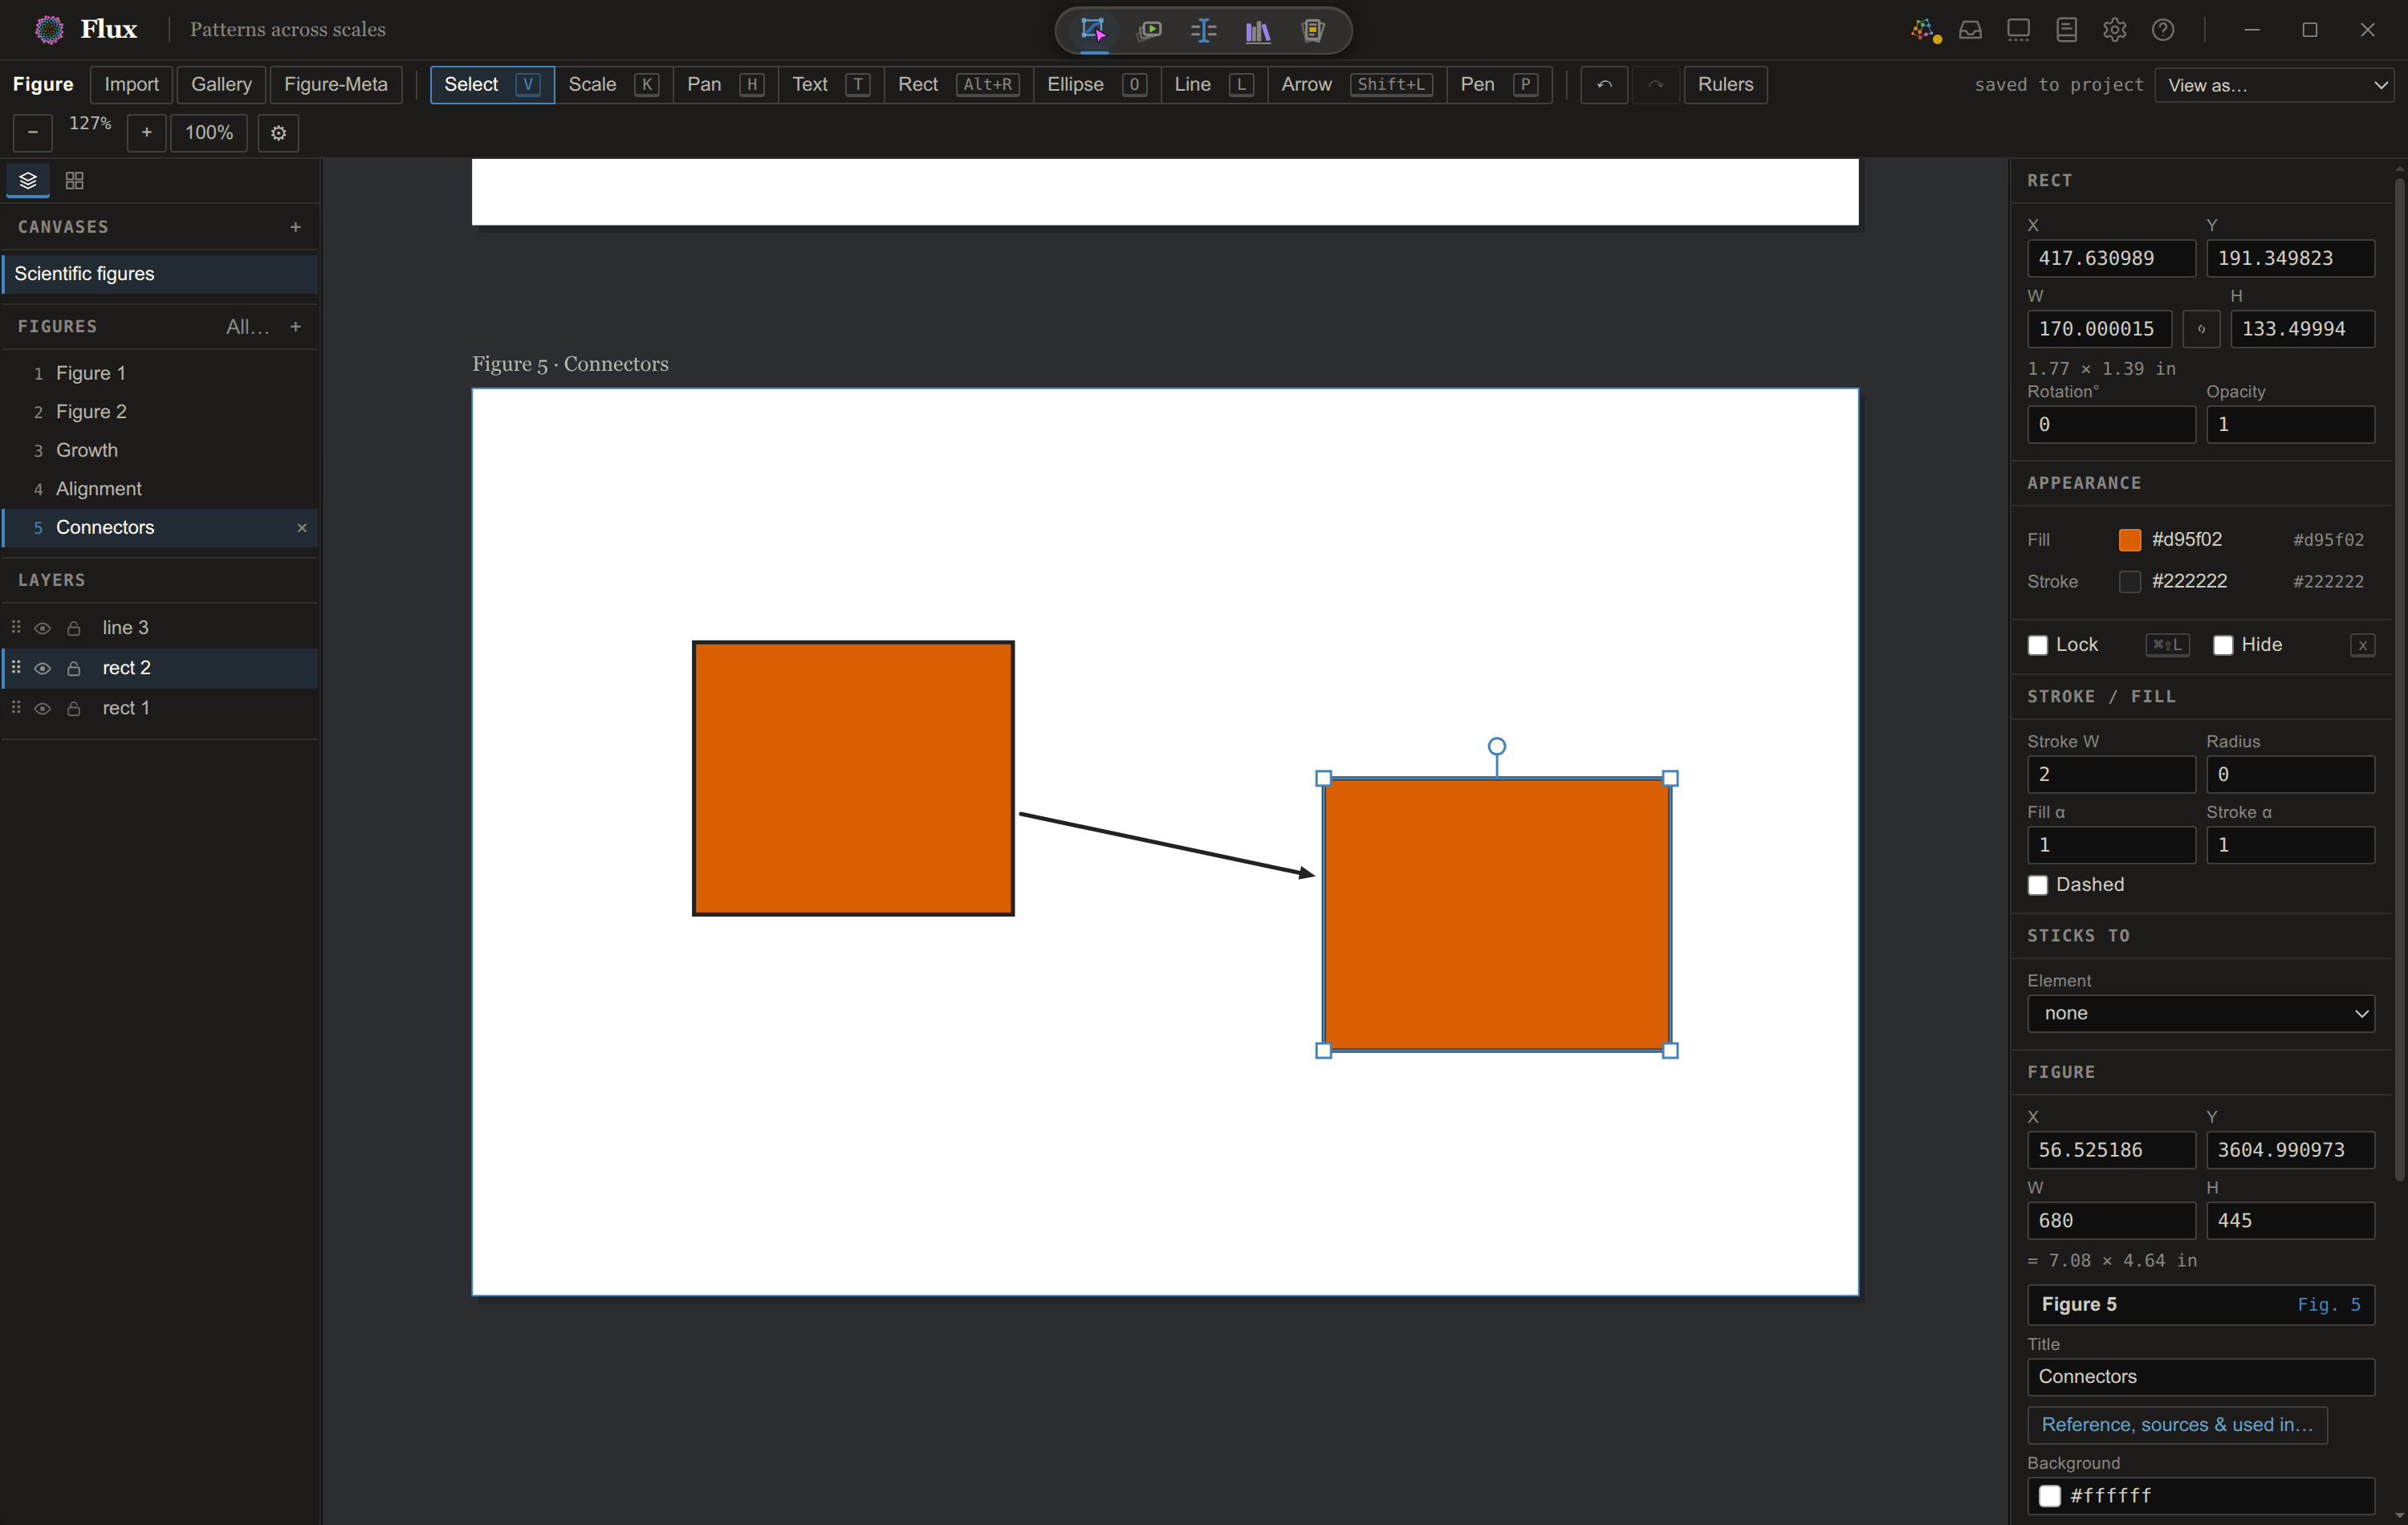 Flux
Patterns across scales
Figure
Import
Gallery
Figure-Meta
Select V
Scale K
Pan H
Text T
Rect Alt+R
Ellipse O
Line L
Arrow Shift+L
Pen P
Rulers
saved to project
View as...
−
127%
+
100%
CANVASES
+
Scientific figures
FIGURES
All...
+
1 Figure 1
2 Figure 2
3 Growth
4 Alignment
5 Connectors
×
LAYERS
line 3
rect 2
rect 1
Figure 5 · Connectors
RECT
X
Y
417.630989
191.349823
W
H
170.000015
133.49994
1.77 × 1.39 in
Rotation°
Opacity
0
1
APPEARANCE
Fill
#d95f02
#d95f02
Stroke
#222222
#222222
Lock
⌘⇧L
Hide
x
STROKE / FILL
Stroke W
Radius
2
0
Fill α
Stroke α
1
1
Dashed
STICKS TO
Element
none
FIGURE
X
Y
56.525186
3604.990973
W
H
680
445
= 7.08 × 4.64 in
Figure 5
Fig. 5
Title
Connectors
Reference, sources & used in...
Background
#ffffff